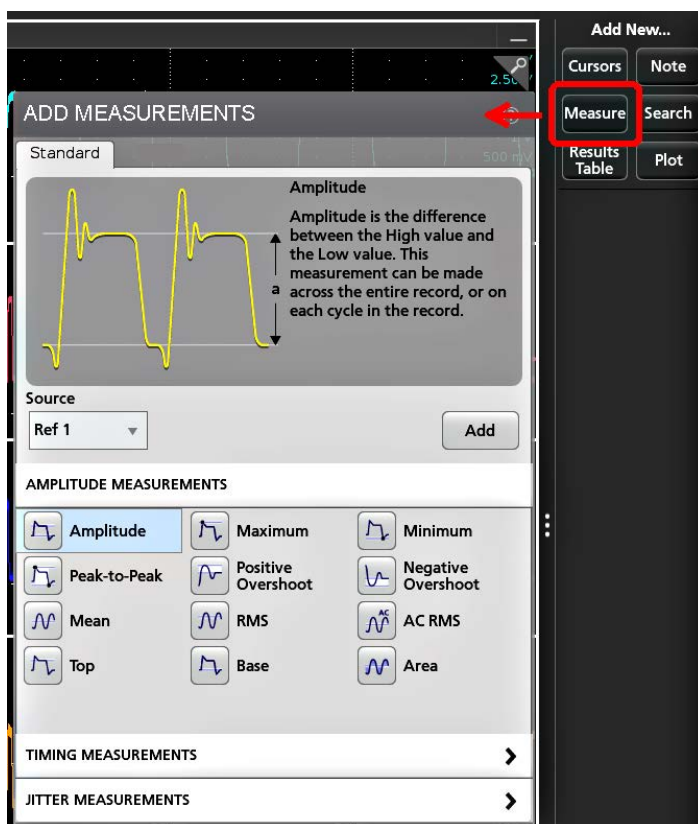 Add New...
Cursors
Note
2.50 V
ADD MEASUREMENTS
Measure
Search
Standard
500 mV
Results
Table
Plot
Amplitude
Amplitude is the difference
between the High value and
the Low value. This
measurement can be made
a
across the entire record, or on
each cycle in the record.
Source
Ref 1
Add
AMPLITUDE MEASUREMENTS
Amplitude
Maximum
Minimum
Peak-to-Peak
Positive
Overshoot
Negative
Overshoot
Mean
RMS
AC
AC RMS
Top
Base
Area
TIMING MEASUREMENTS
JITTER MEASUREMENTS